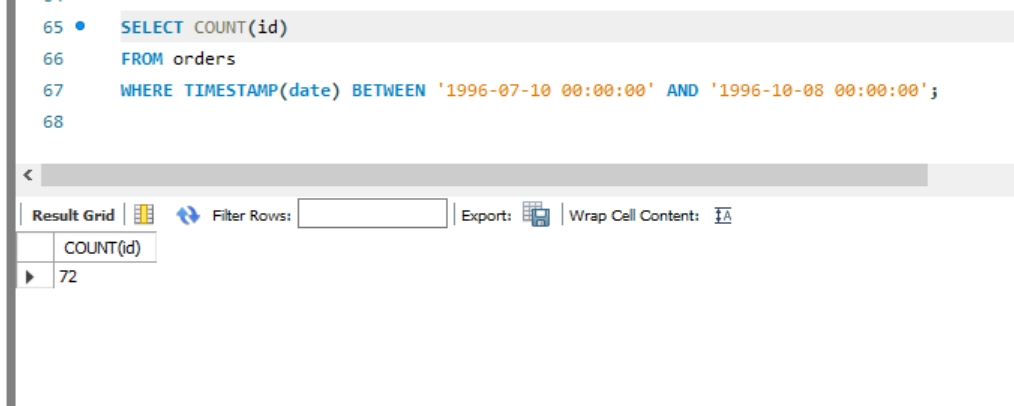 65 SELECT COUNT(id)
66 FROM orders
67 WHERE TIMESTAMP(date) BETWEEN '1996-07-10 00:00:00' AND '1996-10-08 00:00:00';
68
Result Grid Filter Rows: Export: Wrap Cell Content: IA
COUNT(id)
72